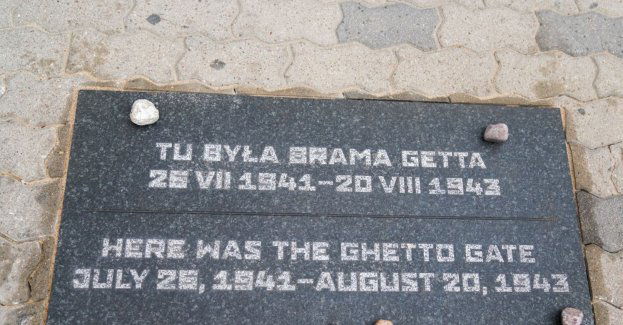 TU BYŁA BRAMA GETTA
26 VII 1941–20 VIII 1943
HERE WAS THE GHETTO GATE
JULY 26, 1941–AUGUST 20, 1943